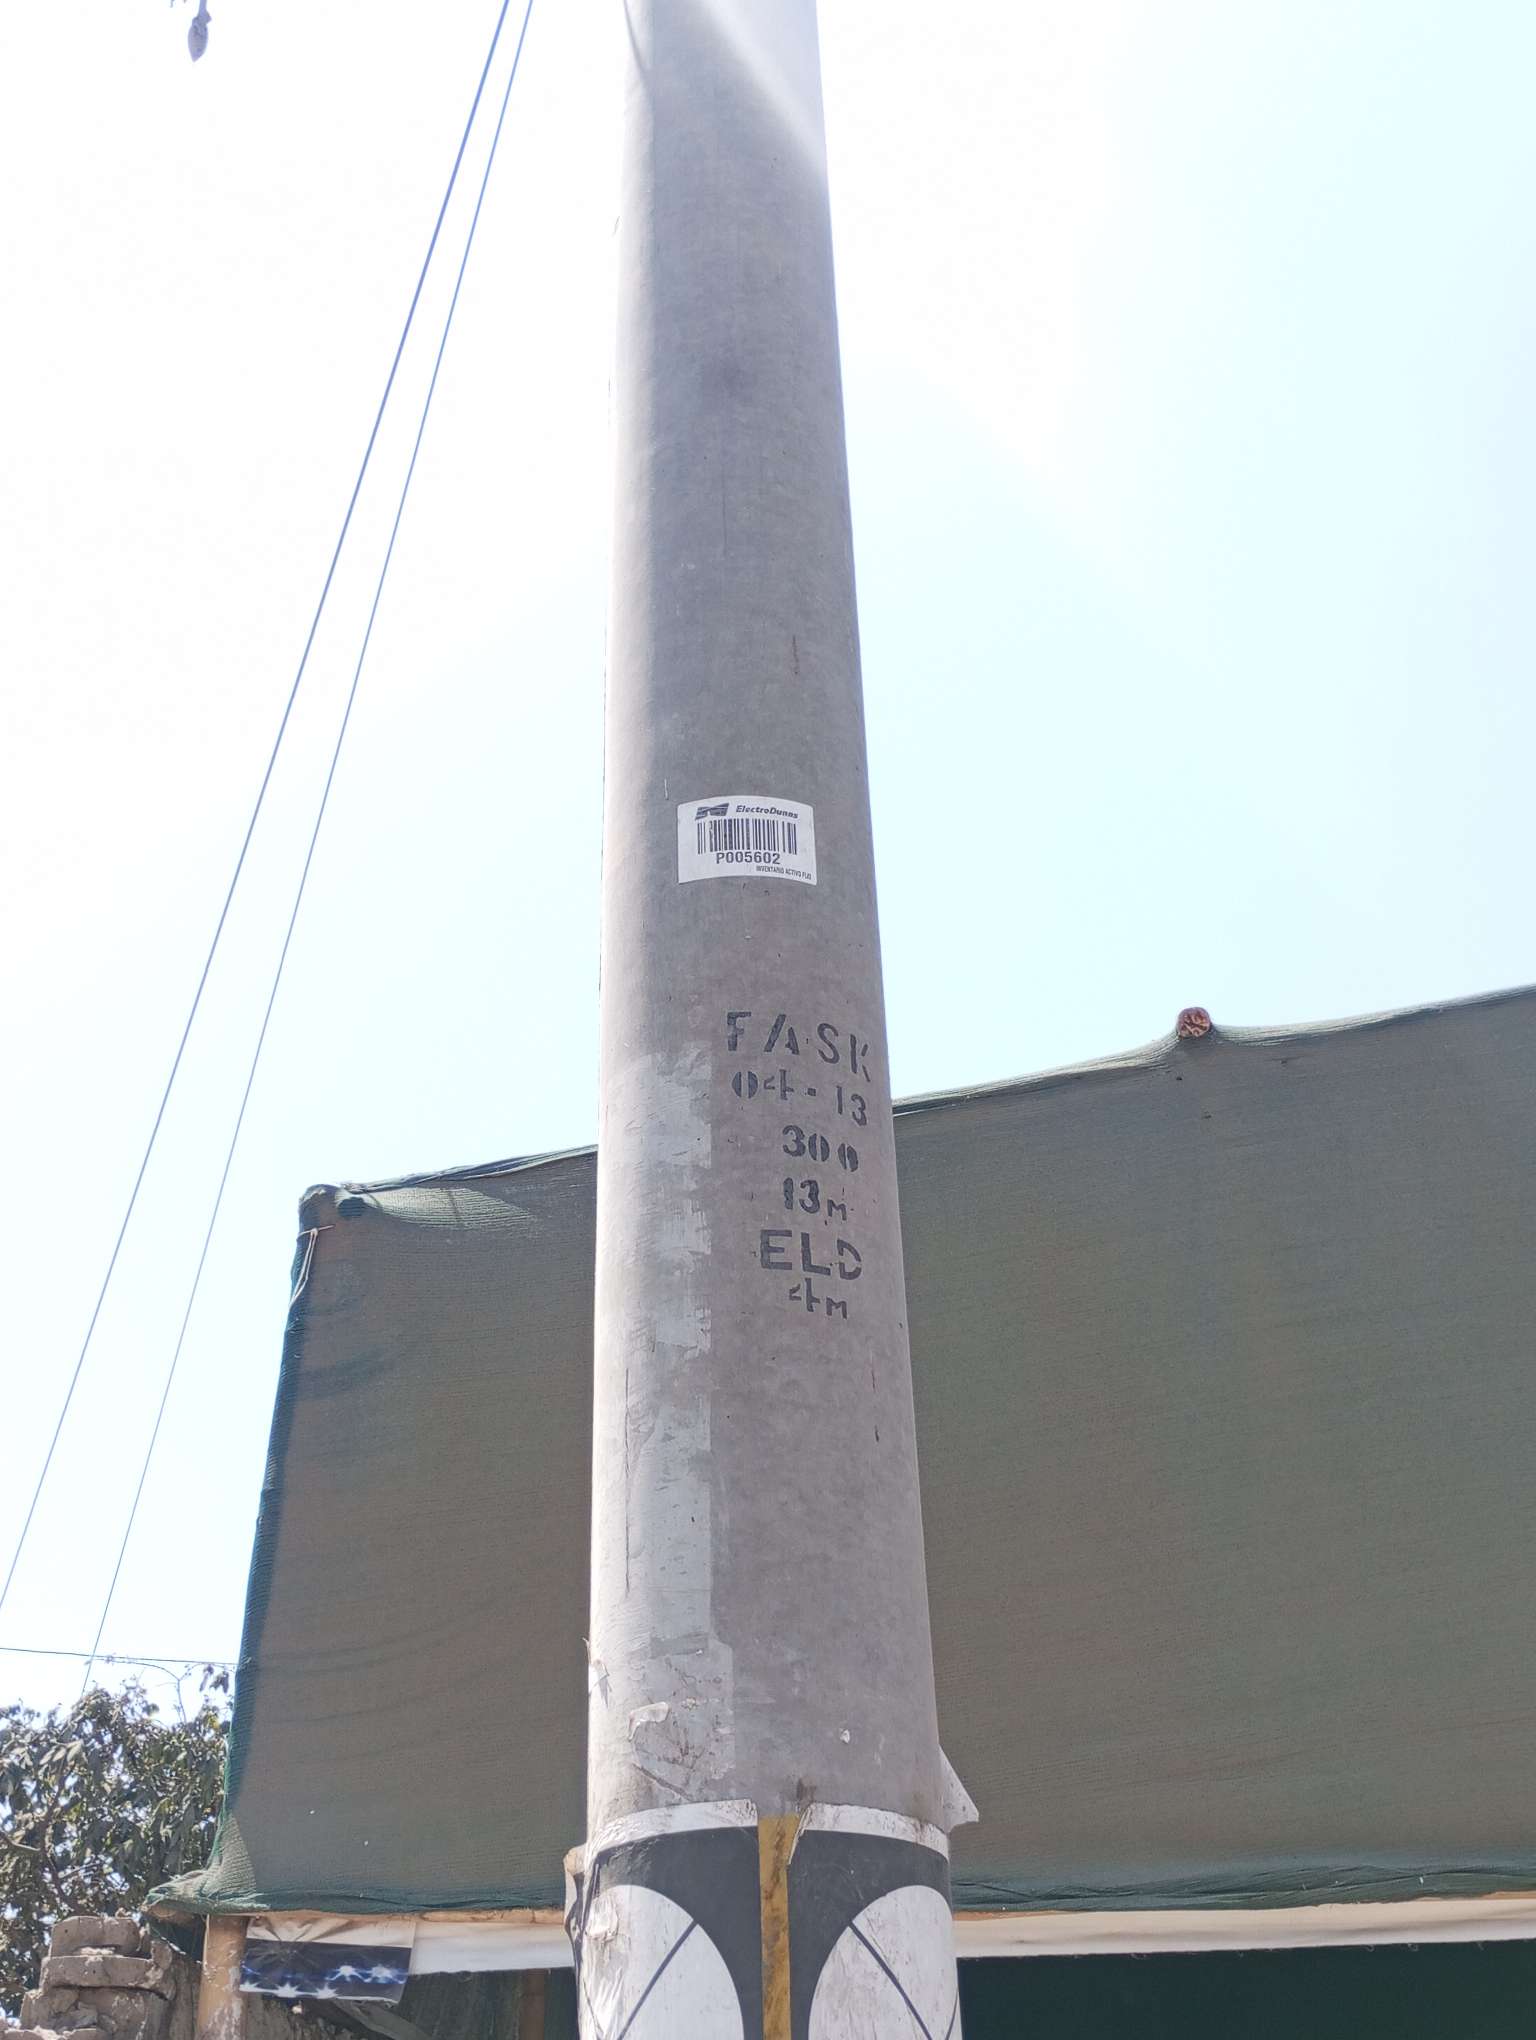 ElectroDunas
P005602
INVENTARIO ACTIVO FIJO
FASK
04-13
300
13m
ELD
4m